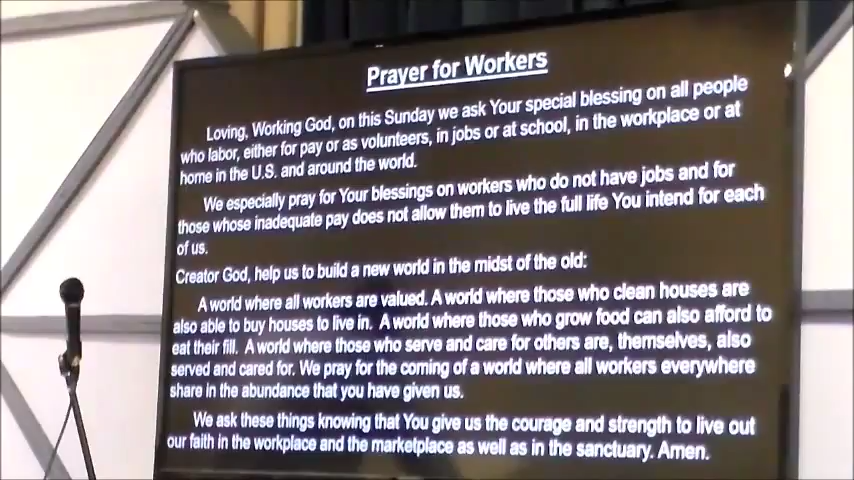 Prayer for Workers
Loving, Working God, on this Sunday we ask Your special blessing on all people
who labor, either for pay or as volunteers, in jobs or at school, in the workplace or at
home in the U.S. and around the world.
We especially pray for Your blessings on workers who do not have jobs and for
those whose inadequate pay does not allow them to live the full life You intend for each
of us.
Creator God, help us to build a new world in the midst of the old:
A world where all workers are valued. A world where those who clean houses are
also able to buy houses to live in. A world where those who grow food can also afford to
eat their fill. A world where those who serve and care for others are, themselves, also
served and cared for. We pray for the coming of a world where all workers everywhere
share in the abundance that you have given us.
We ask these things knowing that You give us the courage and strength to live out
our faith in the workplace and the marketplace as well as in the sanctuary. Amen.